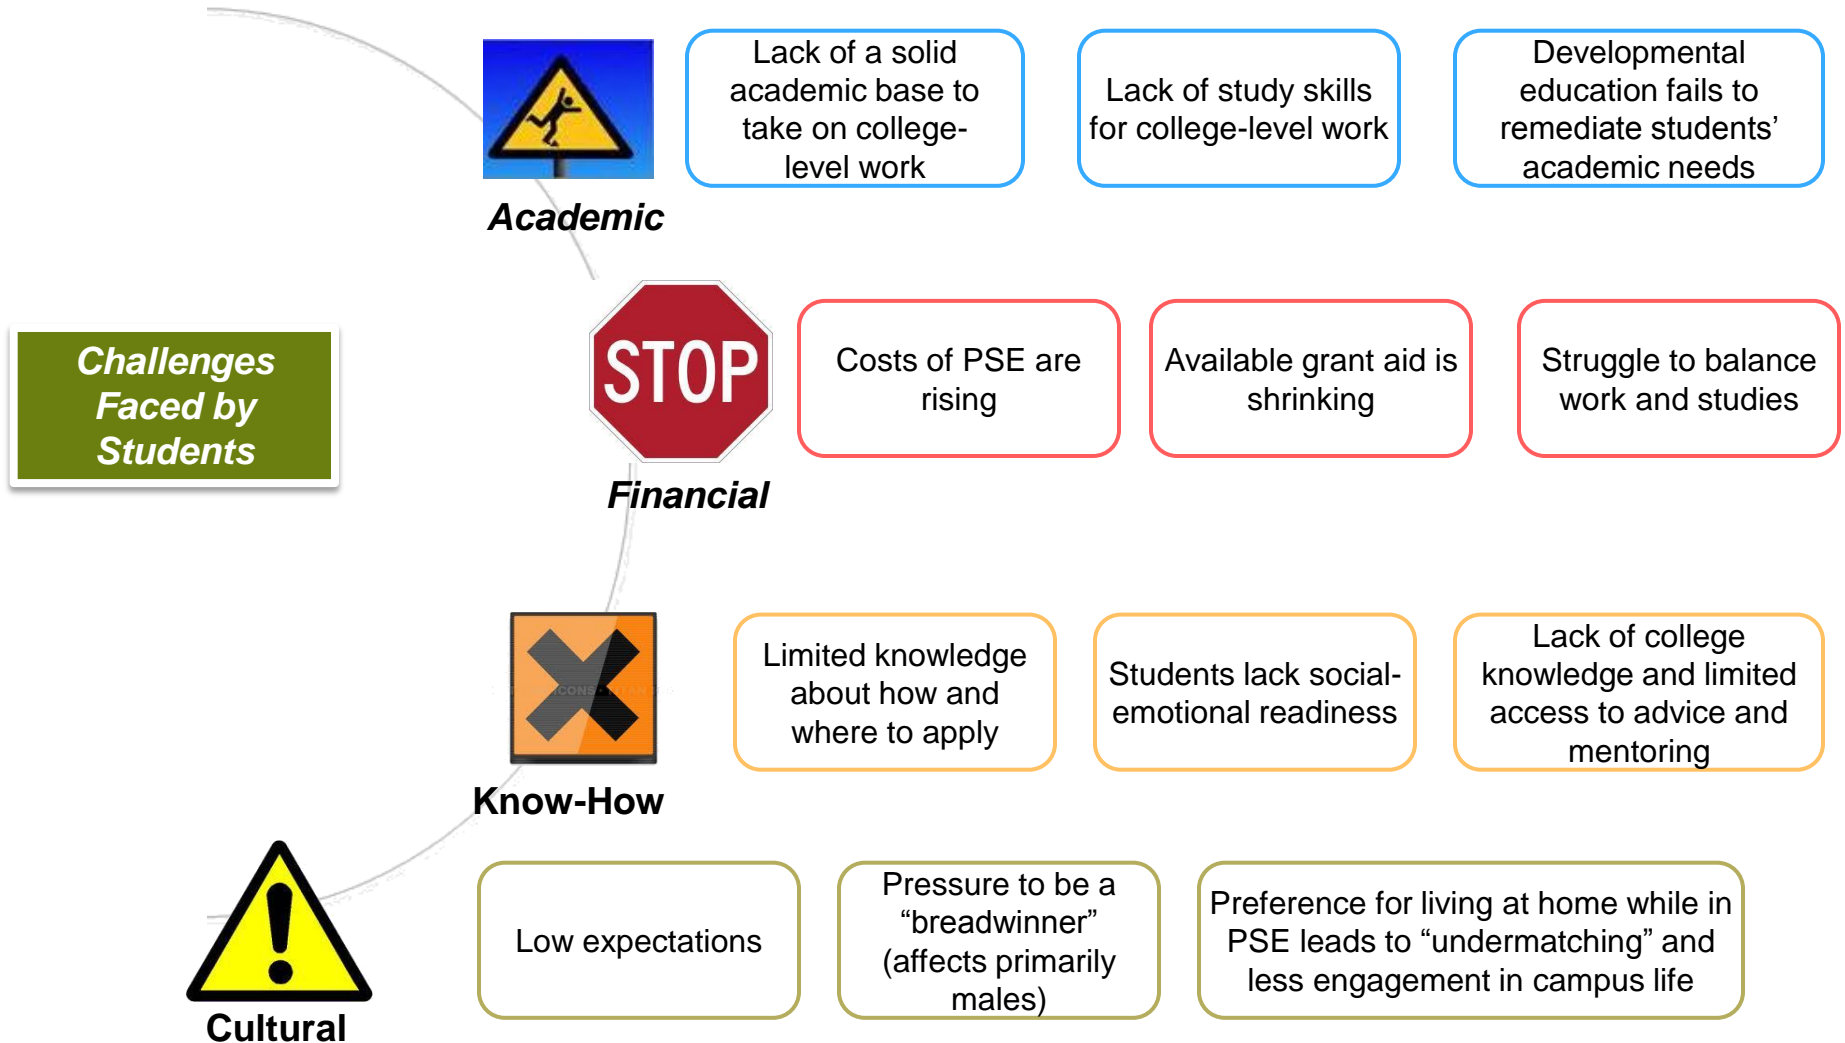 Lack of a solid
academic base to
take on college-
level work
Lack of study skills
for college-level work
Developmental
education fails to
remediate students’
academic needs
Academic
Challenges
Faced by
Students
STOP
Costs of PSE are
rising
Available grant aid is
shrinking
Struggle to balance
work and studies
Financial
Limited knowledge
about how and
where to apply
Students lack social-
emotional readiness
Lack of college
knowledge and limited
access to advice and
mentoring
Know-How
Low expectations
Pressure to be a
“breadwinner”
(affects primarily
males)
Preference for living at home while in
PSE leads to “undermatching” and
less engagement in campus life
Cultural